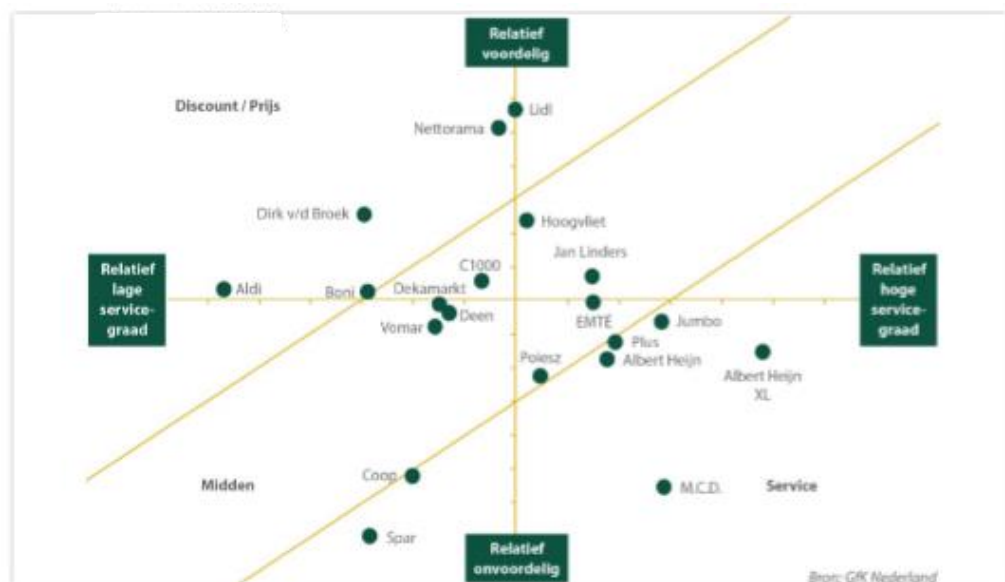 Relatief
voordelig
Discount / Prijs
Lidl
Nettorama
Dirk v/d Broek
Hoogvliet
Jan Linders
C1000
Relatief
lage
service-
graad
Aldi
Boni
Dekamarkt
Deen
Vomar
EMTÉ
Jumbo
Relatief
hoge
service-
graad
Plus
Poiesz
Albert Heijn
Albert Heijn
XL
Coop
Midden
M.C.D.
Service
Spar
Relatief
onvoordelig
Bron: GfK Nederland